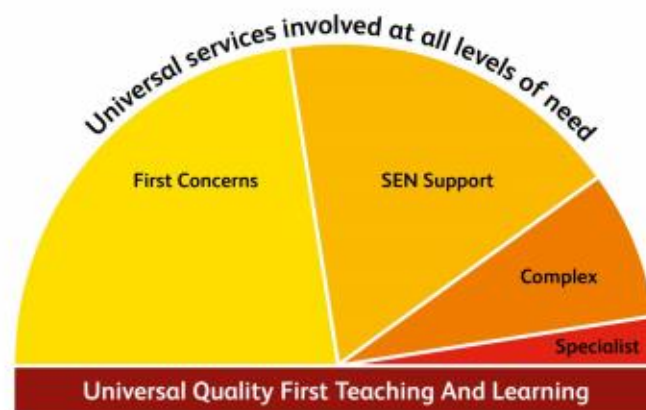 Universal services involved at all levels of need
First Concerns
SEN Support
Complex
Specialist
Universal Quality First Teaching And Learning